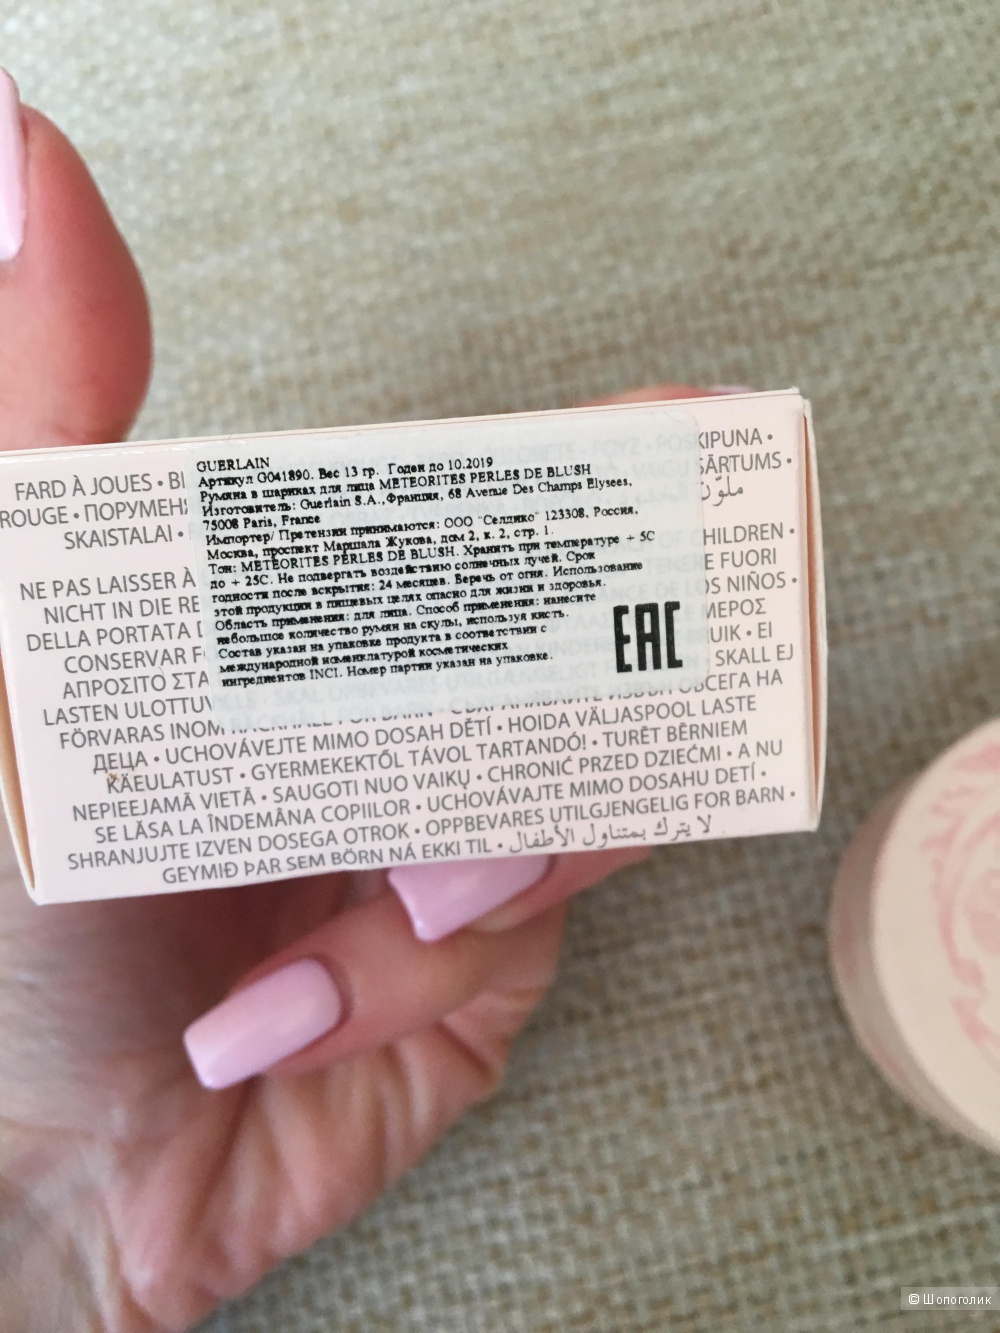 GUERLAIN
Артикул G041890. Вес 13 гр. Годен до 10.2019
Румяна в шариках для лица METEORITES PERLES DE BLUSH
Изготовитель: Guerlain S.A., Франция, 68 Avenue Des Champs Elysees,
75008 Paris, France
Импортер/ Претензии принимаются: ООО "Селдико" 123308, Россия,
Москва, проспект Маршала Жукова, дом 2, к. 2, стр. 1.
Тон: METEORITES PERLES DE BLUSH. Хранить при температуре + 5С
до + 25С. Не подвергать воздействию солнечных лучей. Срок
годности после вскрытия: 24 месяцев. Беречь от огня. Использование
этой продукции в пищевых целях опасно для жизни и здоровья.
Область применения: для лица. Способ применения: нанесите
небольшое количество румян на скулы, используя кисть.
Состав указан на упаковке продукта в соответствии с
международной номенклатурой косметических
ингредиентов INCI. Номер партии указан на упаковке.
EAC
FARD À JOUES •
KIPUNA •
ROUGE •
SĀRTUMS •
SKAISTALAI •
ملوّن
NE PAS LAISSER À
CHILDREN •
NICHT IN DIE RE
E FUORI
DELLA PORTATA
LOS NIÑOS •
CONSERVAR
ΜΕΡΟΣ
ΑΠΡΟΣΙΤΟ ΣΤΑ
UIK • EI
LASTEN ULOTTUV
SKALL EJ
FÖRVARAS INOM RÄCKHÅLL FÖR BARN • СЪХРАНЯВАЙТЕ ИЗВЪН ОБСЕГА НА
ДЕЦА • UCHOVÁVEJTE MIMO DOSAH DĚTÍ • HOIDA VÄLJASPOOL LASTE
KÄEULATUST • GYERMEKEKTŐL TÁVOL TARTANDÓ! • TURĒT BĒRNIEM
NEPIEEJAMĀ VIETĀ • SAUGOTI NUO VAIKŲ • CHRONIĆ PRZED DZIEĆMI • A NU
SE LĂSA LA ÎNDEMÂNA COPIILOR • UCHOVÁVAJTE MIMO DOSAHU DETÍ •
SHRANJUJTE IZVEN DOSEGA OTROK • OPPBEVARES UTILGJENGELIG FOR BARN •
GEYMIÐ ÞAR SEM BÖRN NÁ EKKI TIL • لا يترك بمتناول الأطفال
© Шопоголик